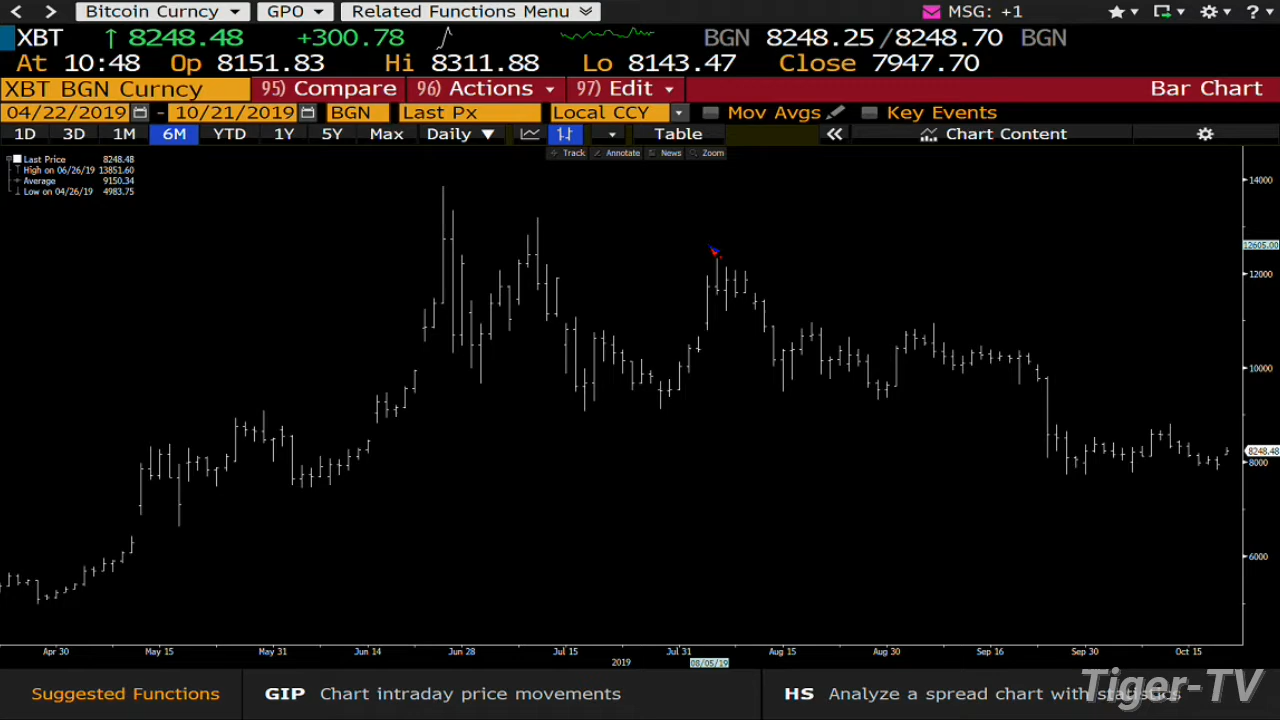 < > Bitcoin Curncy GPO Related Functions Menu MSG: +1 ?
XBT ↑ 8248.48 +300.78 BGN 8248.25/8248.70 BGN
At 10:48 Op 8151.83 Hi 8311.88 Lo 8143.47 Close 7947.70
XBT BGN Curncy 95) Compare 96) Actions 97) Edit Bar Chart
04/22/2019 - 10/21/2019 BGN Last Px Local CCY Mov Avgs Key Events
1D 3D 1M 6M YTD 1Y 5Y Max Daily ▼ Table « Chart Content
Track Annotate News Zoom
Last Price 8248.48
High on 06/26/19 13851.60
Average 9150.34
Low on 04/26/19 4983.75
14000
12605.00
12000
10000
8248.48
8000
6000
Apr 30 May 15 May 31 Jun 14 Jun 28 Jul 15 Jul 31 Aug 15 Aug 30 Sep 16 Sep 30 Oct 15
2019 08/05/19
Suggested Functions GIP Chart intraday price movements HS Analyze a spread chart with statistics
Tiger-TV